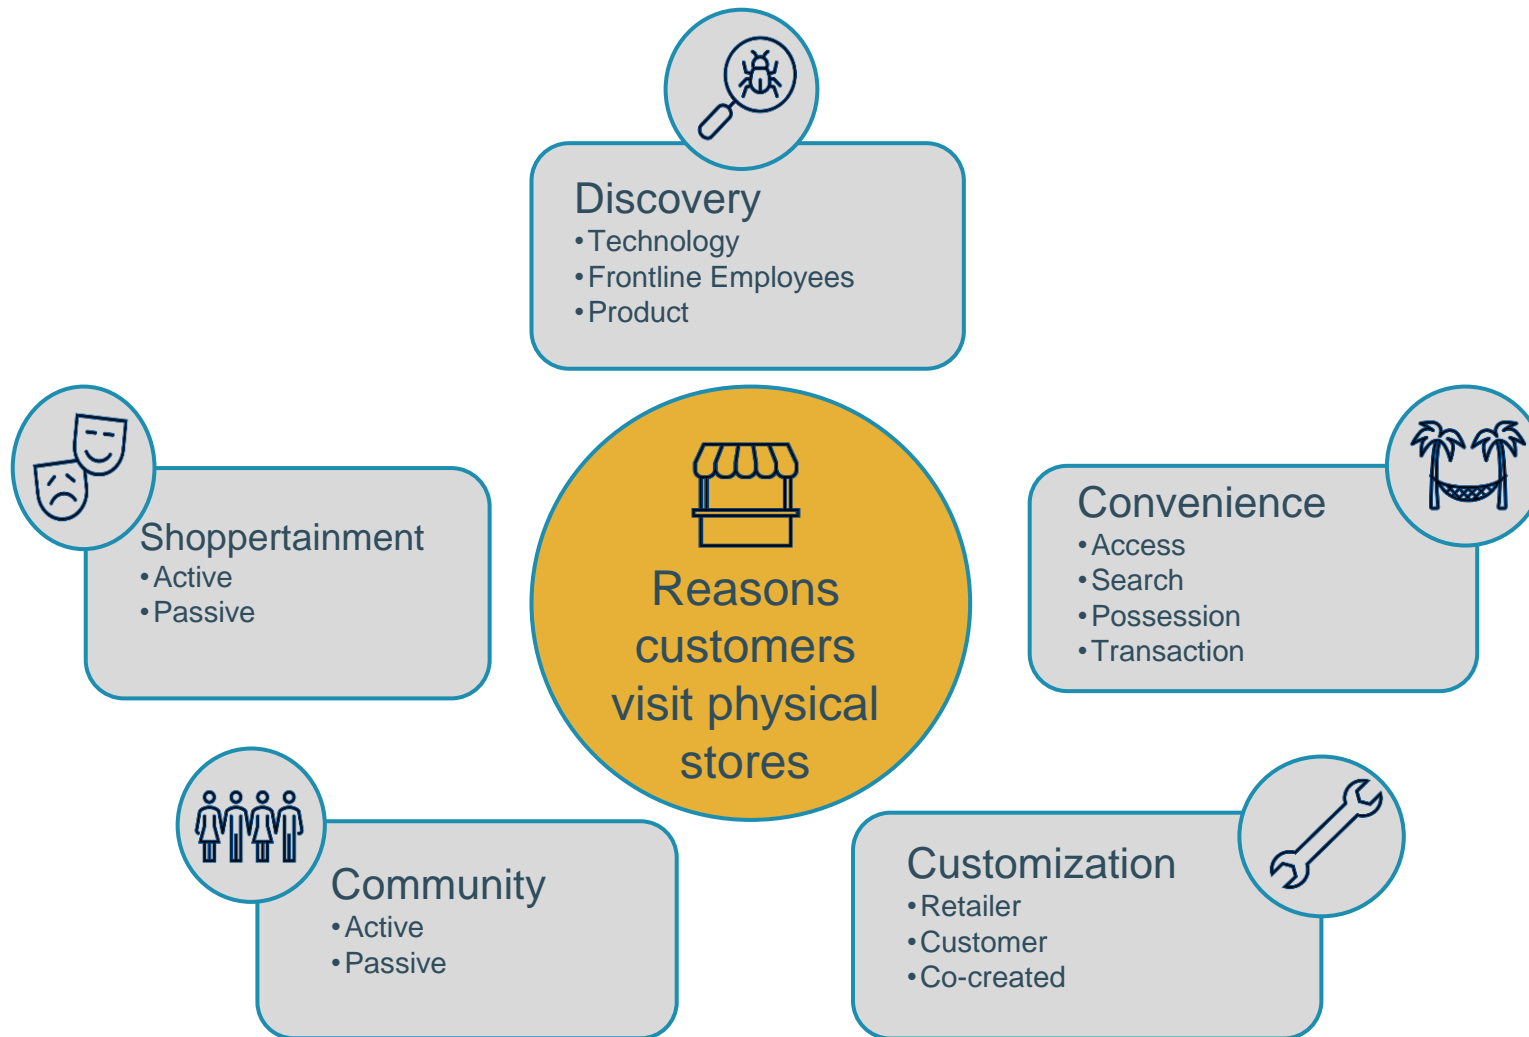 Discovery
•Technology
•Frontline Employees
•Product
Shoppertainment
•Active
•Passive
Reasons
customers
visit physical
stores
Convenience
•Access
•Search
•Possession
•Transaction
Community
•Active
•Passive
Customization
•Retailer
•Customer
•Co-created